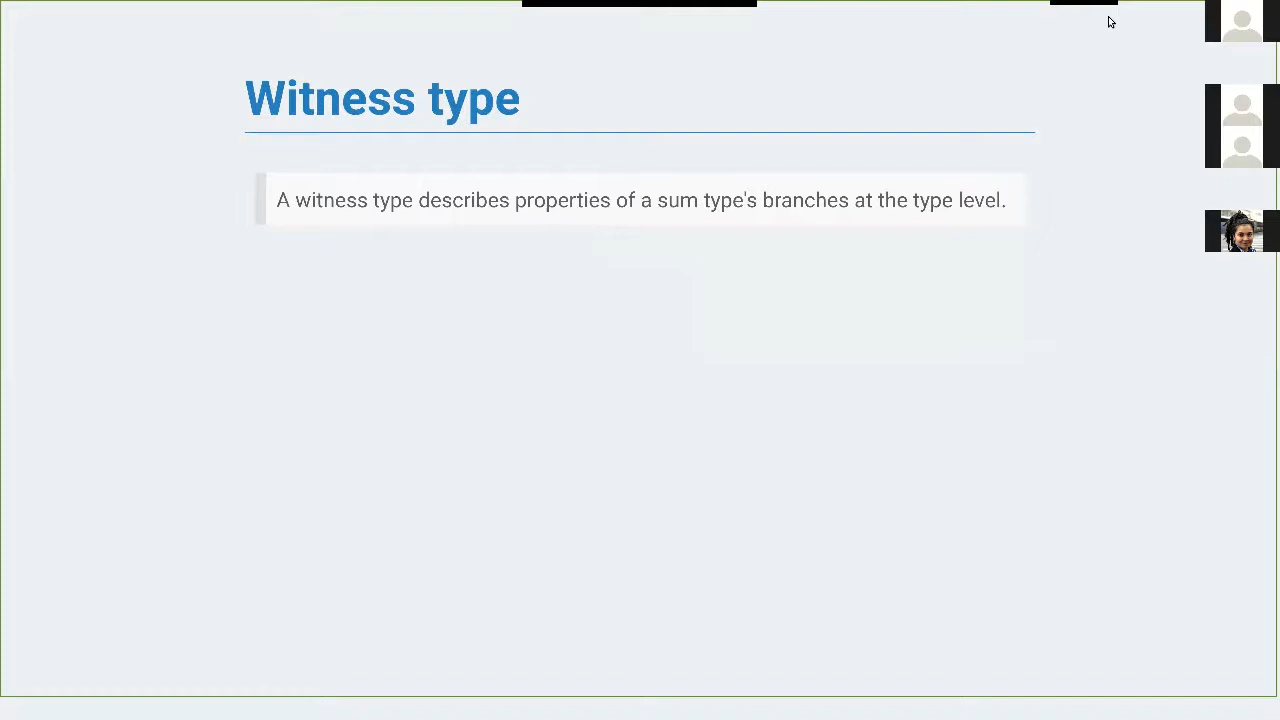 Witness type
A witness type describes properties of a sum type's branches at the type level.